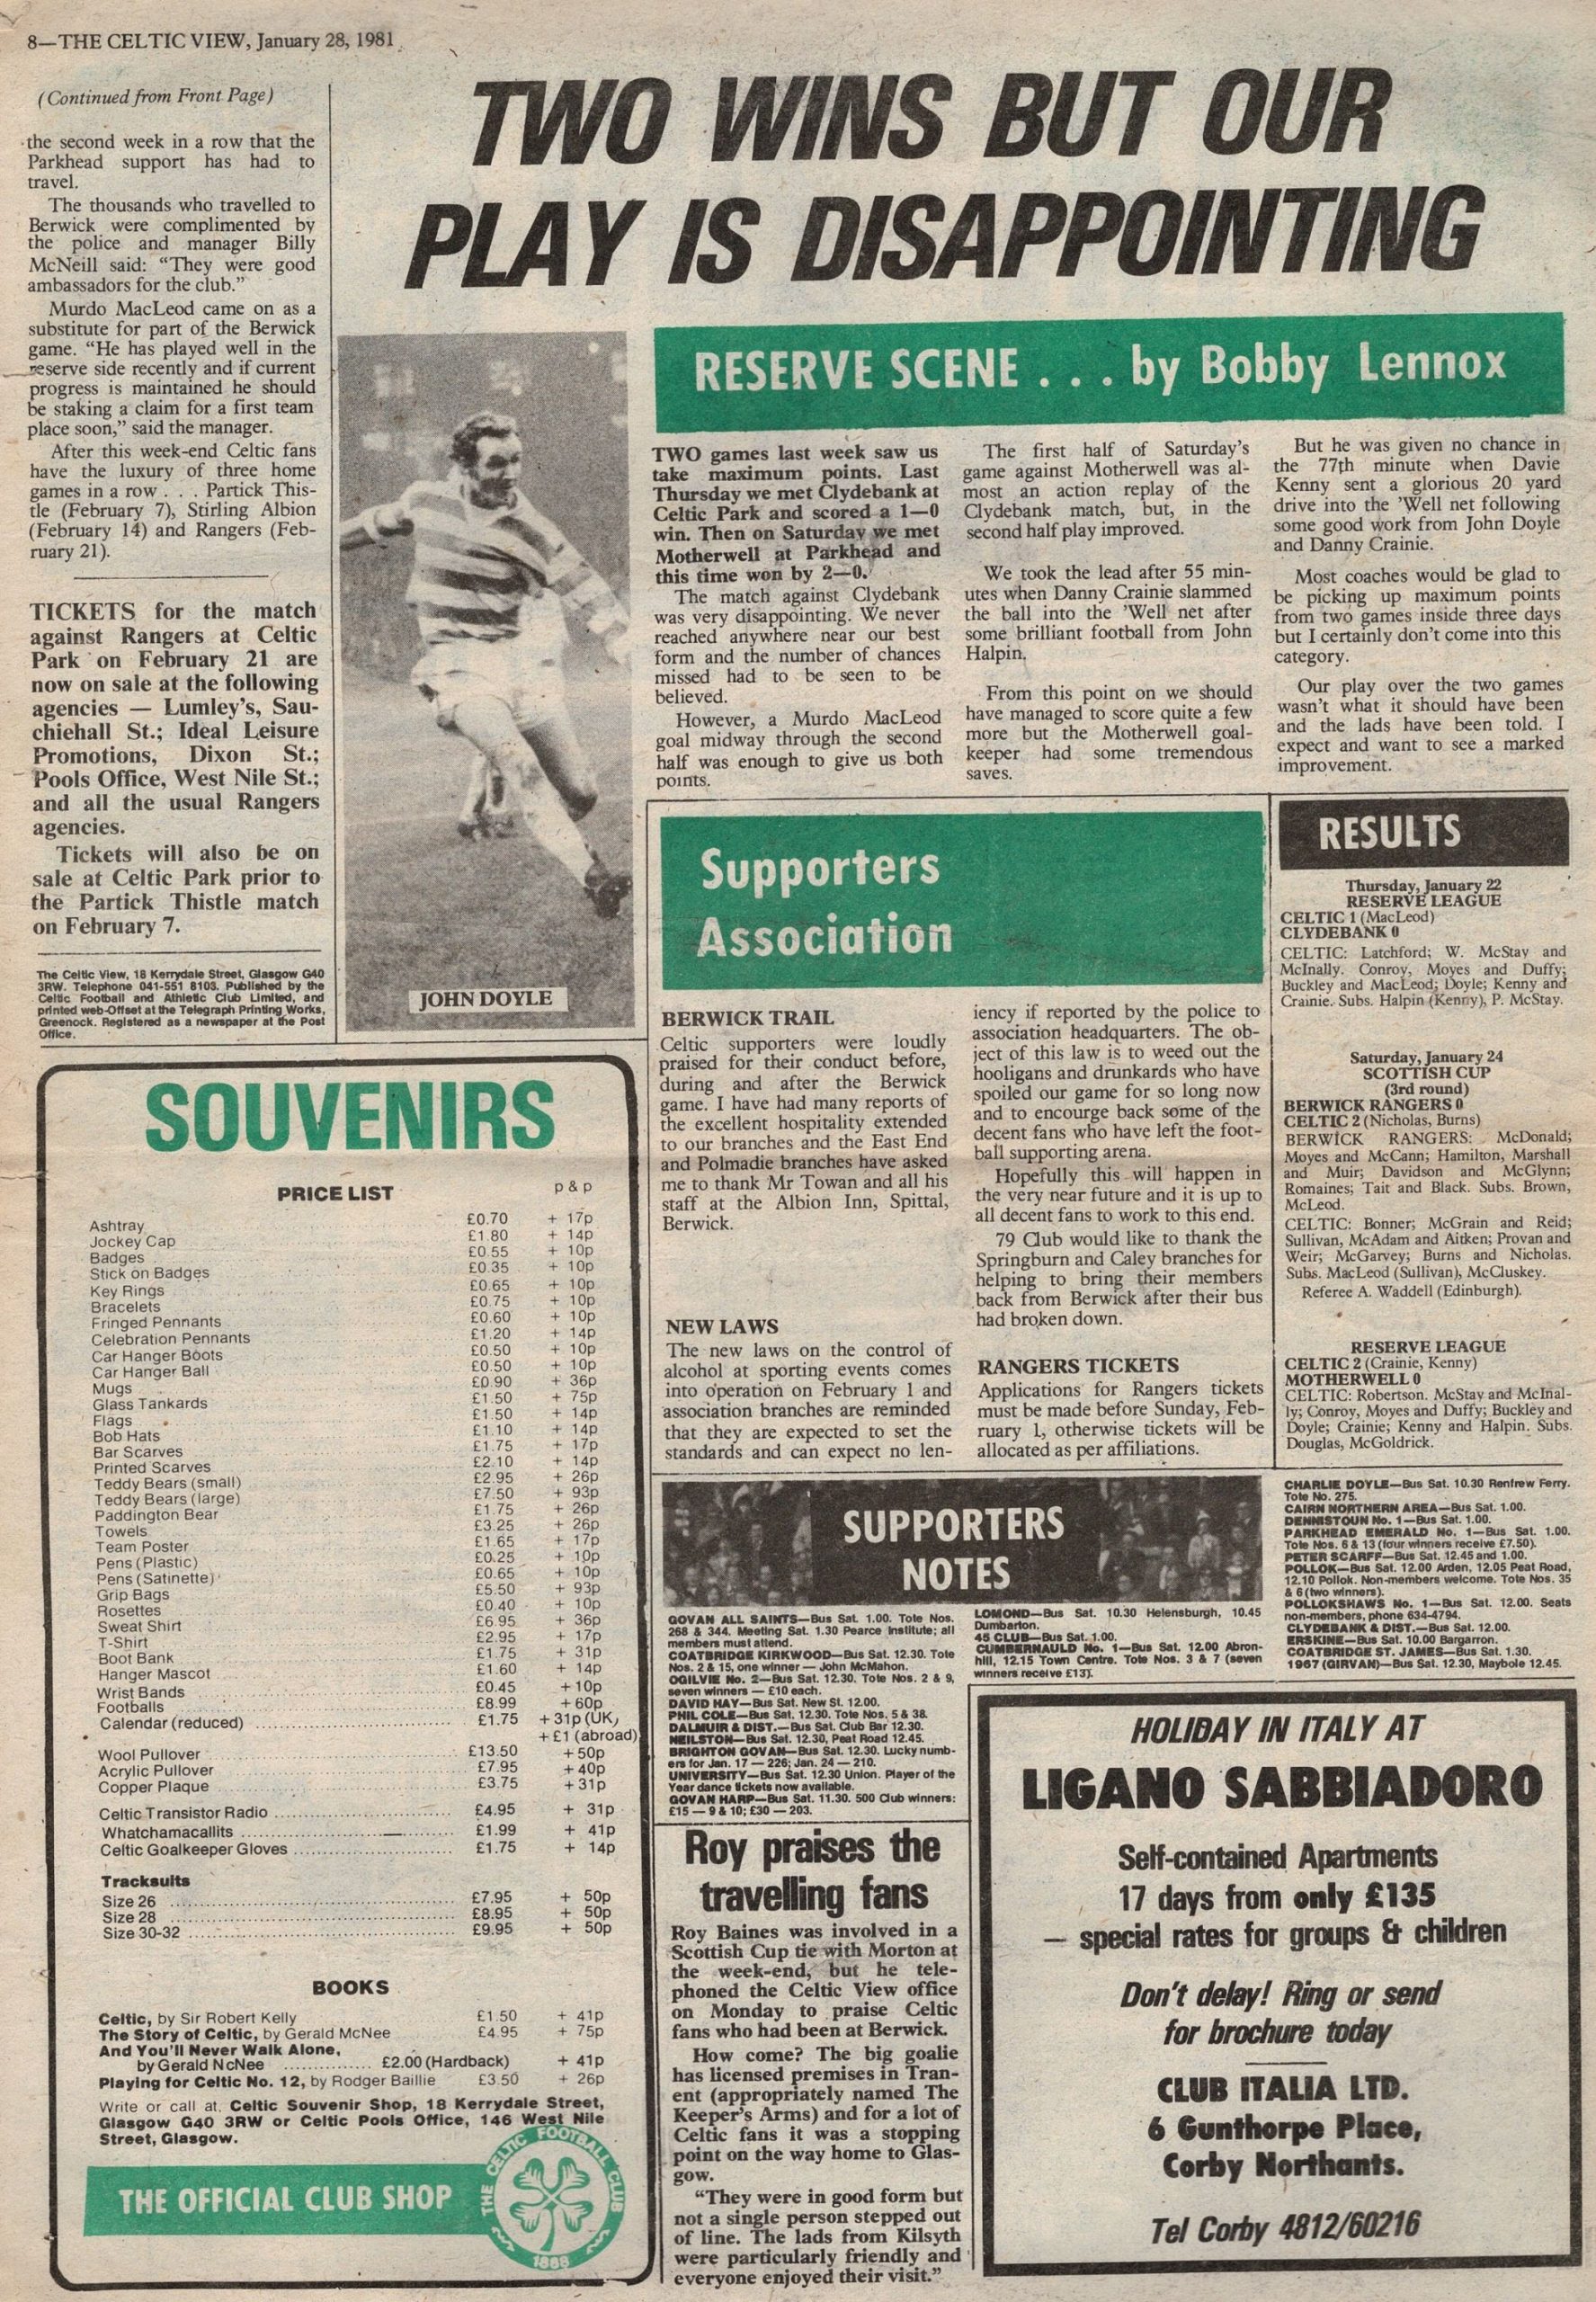 8—THE CELTIC VIEW, January 28, 1981
(Continued from Front Page)
the second week in a row that the
Parkhead support has had to
travel.
The thousands who travelled to
Berwick were complimented by
the police and manager Billy
McNeill said: “They were good
ambassadors for the club.”
Murdo MacLeod came on as a
substitute for part of the Berwick
game. “He has played well in the
reserve side recently and if current
progress is maintained he should
be staking a claim for a first team
place soon,” said the manager.
After this week-end Celtic fans
have the luxury of three home
games in a row . . . Partick This-
tle (February 7), Stirling Albion
(February 14) and Rangers (Feb-
ruary 21).
TICKETS for the match
against Rangers at Celtic
Park on February 21 are
now on sale at the following
agencies — Lumley’s, Sau-
chiehall St.; Ideal Leisure
Promotions, Dixon St.;
Pools Office, West Nile St.;
and all the usual Rangers
agencies.
Tickets will also be on
sale at Celtic Park prior to
the Partick Thistle match
on February 7.
The Celtic View, 18 Kerrydale Street, Glasgow G40
3RW. Telephone 041-551 8103. Published by the
Celtic Football and Athletic Club Limited, and
printed web-Offset at the Telegraph Printing Works,
Greenock. Registered as a newspaper at the Post
Office.
TWO WINS BUT OUR
PLAY IS DISAPPOINTING
JOHN DOYLE
RESERVE SCENE . . . by Bobby Lennox
TWO games last week saw us
take maximum points. Last
Thursday we met Clydebank at
Celtic Park and scored a 1—0
win. Then on Saturday we met
Motherwell at Parkhead and
this time won by 2—0.
The match against Clydebank
was very disappointing. We never
reached anywhere near our best
form and the number of chances
missed had to be seen to be
believed.
However, a Murdo MacLeod
goal midway through the second
half was enough to give us both
points.
The first half of Saturday’s
game against Motherwell was al-
most an action replay of the
Clydebank match, but, in the
second half play improved.
We took the lead after 55 min-
utes when Danny Crainie slammed
the ball into the ’Well net after
some brilliant football from John
Halpin.
From this point on we should
have managed to score quite a few
more but the Motherwell goal-
keeper had some tremendous
saves.
But he was given no chance in
the 77th minute when Davie
Kenny sent a glorious 20 yard
drive into the ’Well net following
some good work from John Doyle
and Danny Crainie.
Most coaches would be glad to
be picking up maximum points
from two games inside three days
but I certainly don’t come into this
category.
Our play over the two games
wasn’t what it should have been
and the lads have been told. I
expect and want to see a marked
improvement.
Supporters
Association
BERWICK TRAIL
Celtic supporters were loudly
praised for their conduct before,
during and after the Berwick
game. I have had many reports of
the excellent hospitality extended
to our branches and the East End
and Polmadie branches have asked
me to thank Mr Towan and all his
staff at the Albion Inn, Spittal,
Berwick.
NEW LAWS
The new laws on the control of
alcohol at sporting events comes
into operation on February 1 and
association branches are reminded
that they are expected to set the
standards and can expect no len-
iency if reported by the police to
association headquarters. The ob-
ject of this law is to weed out the
hooligans and drunkards who have
spoiled our game for so long now
and to encourge back some of the
decent fans who have left the foot-
ball supporting arena.
Hopefully this will happen in
the very near future and it is up to
all decent fans to work to this end.
79 Club would like to thank the
Springburn and Caley branches for
helping to bring their members
back from Berwick after their bus
had broken down.
RANGERS TICKETS
Applications for Rangers tickets
must be made before Sunday, Feb-
ruary 1, otherwise tickets will be
allocated as per affiliations.
RESULTS
Thursday, January 22
RESERVE LEAGUE
CELTIC 1 (MacLeod)
CLYDEBANK 0
CELTIC: Latchford; W. McStay and
McInally. Conroy, Moyes and Duffy;
Buckley and MacLeod; Doyle; Kenny and
Crainie. Subs. Halpin (Kenny), P. McStay.
Saturday, January 24
SCOTTISH CUP
(3rd round)
BERWICK RANGERS 0
CELTIC 2 (Nicholas, Burns)
BERWICK RANGERS: McDonald;
Moyes and McCann; Hamilton, Marshall
and Muir; Davidson and McGlynn;
Romaines; Tait and Black. Subs. Brown,
McLeod.
CELTIC: Bonner; McGrain and Reid;
Sullivan, McAdam and Aitken; Provan and
Weir; McGarvey; Burns and Nicholas.
Subs. MacLeod (Sullivan), McCluskey.
Referee A. Waddell (Edinburgh).
RESERVE LEAGUE
CELTIC 2 (Crainie, Kenny)
MOTHERWELL 0
CELTIC: Robertson. McStay and McInal-
ly; Conroy, Moyes and Duffy; Buckley and
Doyle; Crainie; Kenny and Halpin. Subs.
Douglas, McGoldrick.
SOUVENIRS
PRICE LIST p & p
Ashtray £0.70 + 17p
Jockey Cap £1.80 + 14p
Badges £0.55 + 10p
Stick on Badges £0.35 + 10p
Key Rings £0.65 + 10p
Bracelets £0.75 + 10p
Fringed Pennants £0.60 + 10p
Celebration Pennants £1.20 + 14p
Car Hanger Boots £0.50 + 10p
Car Hanger Ball £0.50 + 10p
Mugs £0.90 + 36p
Glass Tankards £1.50 + 75p
Flags £1.50 + 14p
Bob Hats £1.10 + 14p
Bar Scarves £1.75 + 17p
Printed Scarves £2.10 + 14p
Teddy Bears (small) £2.95 + 26p
Teddy Bears (large) £7.50 + 93p
Paddington Bear £1.75 + 26p
Towels £3.25 + 26p
Team Poster £1.65 + 17p
Pens (Plastic) £0.25 + 10p
Pens (Satinette) £0.65 + 10p
Grip Bags £5.50 + 93p
Rosettes £0.40 + 10p
Sweat Shirt £6.95 + 36p
T-Shirt £2.95 + 17p
Boot Bank £1.75 + 31p
Hanger Mascot £1.60 + 14p
Wrist Bands £0.45 +10p
Footballs £8.99 +60p
Calendar (reduced) £1.75 +31p (UK)
+£1 (abroad)
Wool Pullover £13.50 +50p
Acrylic Pullover £7.95 +40p
Copper Plaque £3.75 +31p
Celtic Transistor Radio £4.95 + 31p
Whatchamacallits £1.99 + 41p
Celtic Goalkeeper Gloves £1.75 + 14p
Tracksuits
Size 26 £7.95 + 50p
Size 28 £8.95 + 50p
Size 30-32 £9.95 + 50p
BOOKS
Celtic, by Sir Robert Kelly £1.50 + 41p
The Story of Celtic, by Gerald McNee £4.95 + 75p
And You’ll Never Walk Alone,
by Gerald NcNee £2.00 (Hardback) + 41p
Playing for Celtic No. 12, by Rodger Baillie £3.50 + 26p
Write or call at, Celtic Souvenir Shop, 18 Kerrydale Street,
Glasgow G40 3RW or Celtic Pools Office, 146 West Nile
Street, Glasgow.
THE OFFICIAL CLUB SHOP
THE CELTIC FOOTBALL CLUB
1888
SUPPORTERS
NOTES
GOVAN ALL SAINTS—Bus Sat. 1.00. Tote Nos.
268 & 344. Meeting Sat. 1.30 Pearce Institute; all
members must attend.
COATBRIDGE KIRKWOOD—Bus Sat. 12.30. Tote
Nos. 2 & 15, one winner — John McMahon.
OGILVIE No. 2—Bus Sat. 12.30. Tote Nos. 2 & 9,
seven winners — £10 each.
DAVID HAY—Bus Sat. New St. 12.00.
PHIL COLE—Bus Sat. 12.30. Tote Nos. 5 & 38.
DALMUIR & DIST.—Bus Sat. Club Bar 12.30.
NEILSTON—Bus Sat. 12.30, Peat Road 12.45.
BRIGHTON GOVAN—Bus Sat. 12.30. Lucky numb-
ers for Jan. 17 — 226; Jan. 24 — 210.
UNIVERSITY—Bus Sat. 12.30 Union. Player of the
Year dance tickets now available.
GOVAN HARP—Bus Sat. 11.30. 500 Club winners:
£15 — 9 & 10; £30 — 203.
LOMOND—Bus Sat. 10.30 Helensburgh, 10.45
Dumbarton.
45 CLUB—Bus Sat. 1.00.
CUMBERNAULD No. 1—Bus Sat. 12.00 Abron-
hill, 12.15 Town Centre. Tote Nos. 3 & 7 (seven
winners receive £13).
CHARLIE DOYLE—Bus Sat. 10.30 Renfrew Ferry.
Tote No. 275.
CAIRN NORTHERN AREA—Bus Sat. 1.00.
DENNISTOUN No. 1—Bus Sat. 1.00.
PARKHEAD EMERALD No. 1—Bus Sat. 1.00.
Tote Nos. 6 & 13 (four winners receive £7.50).
PETER SCARFF—Bus Sat. 12.45 and 1.00.
POLLOK—Bus Sat. 12.00 Arden, 12.05 Peat Road,
12.10 Pollok. Non-members welcome. Tote Nos. 35
& 6 (two winners).
POLLOKSHAWS No. 1—Bus Sat. 12.00. Seats
non-members, phone 634-4794.
CLYDEBANK & DIST.—Bus Sat. 12.00.
ERSKINE—Bus Sat. 10.00 Bargarron.
COATBRIDGE ST. JAMES—Bus Sat. 1.30.
1967 (GIRVAN)—Bus Sat. 12.30, Maybole 12.45.
Roy praises the
travelling fans
Roy Baines was involved in a
Scottish Cup tie with Morton at
the week-end, but he tele-
phoned the Celtic View office
on Monday to praise Celtic
fans who had been at Berwick.
How come? The big goalie
has licensed premises in Tran-
ent (appropriately named The
Keeper’s Arms) and for a lot of
Celtic fans it was a stopping
point on the way home to Glas-
gow.
“They were in good form but
not a single person stepped out
of line. The lads from Kilsyth
were particularly friendly and
everyone enjoyed their visit.”
HOLIDAY IN ITALY AT
LIGANO SABBIADORO
Self-contained Apartments
17 days from only £135
— special rates for groups & children
Don’t delay! Ring or send
for brochure today
CLUB ITALIA LTD.
6 Gunthorpe Place,
Corby Northants.
Tel Corby 4812/60216